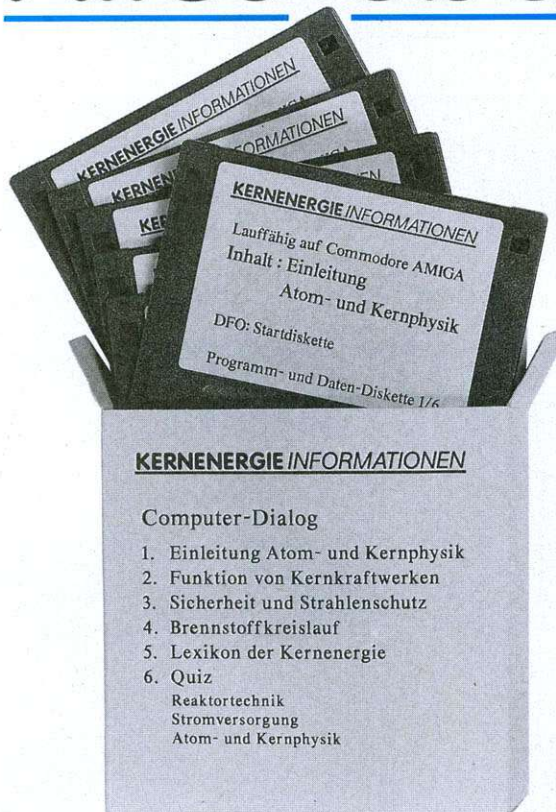 KERNENERGIE INFORMATIONEN
KERNENERGIE INFORMATIONEN
KERNENERGIE INFORMATIONEN
Lauffähig auf Commodore AMIGA
Inhalt : Einleitung
Atom- und Kernphysik
DFO: Startdiskette
Programm- und Daten-Diskette 1/6
KERNENERGIE INFORMATIONEN
Computer-Dialog
1. Einleitung Atom- und Kernphysik
2. Funktion von Kernkraftwerken
3. Sicherheit und Strahlenschutz
4. Brennstoffkreislauf
5. Lexikon der Kernenergie
6. Quiz
Reaktortechnik
Stromversorgung
Atom- und Kernphysik